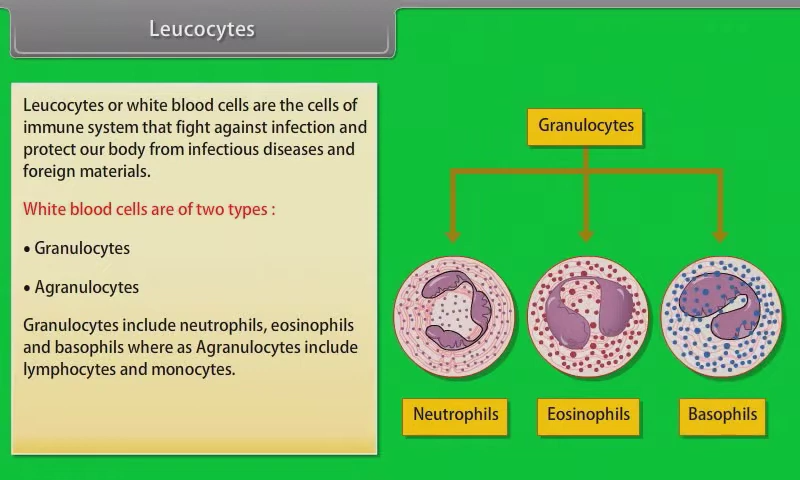 Leucocytes
Leucocytes or white blood cells are the cells of
immune system that fight against infection and
protect our body from infectious diseases and
foreign materials.
White blood cells are of two types :
• Granulocytes
• Agranulocytes
Granulocytes include neutrophils, eosinophils
and basophils where as Agranulocytes include
lymphocytes and monocytes.
Granulocytes
Neutrophils
Eosinophils
Basophils